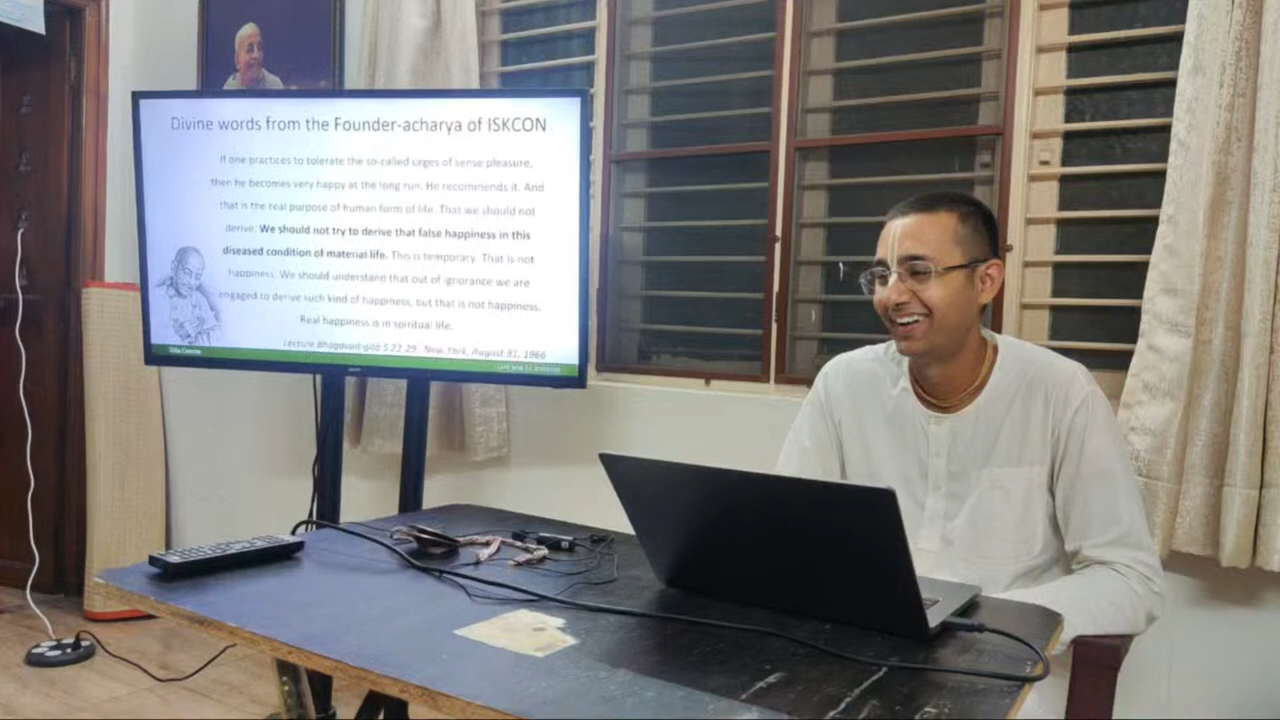 Divine words from the Founder-acharya of ISKCON
If one practices to tolerate the so-called urges of sense pleasure,
then he becomes very happy at the long run. He recommends it. And
that is the real purpose of human form of life. That we should not
derive. We should not try to derive that false happiness in this
diseased condition of material life. This is temporary. That is not
happiness. We should understand that out of ignorance we are
engaged to derive such kind of happiness, but that is not happiness.
Real happiness is in spiritual life.
Lecture Bhagavad-gītā 5.22-29. New York, August 31, 1966